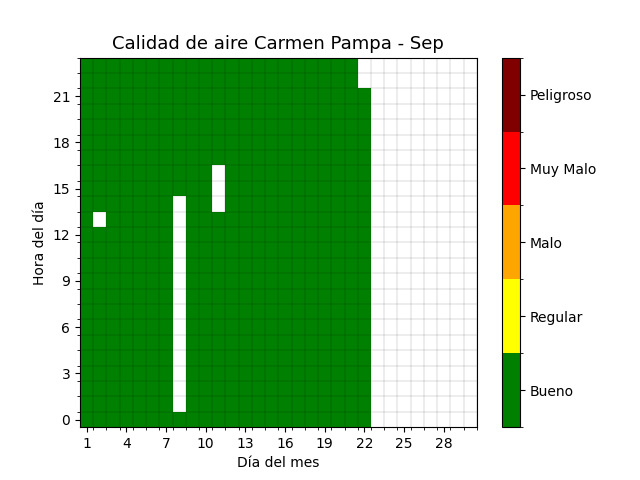 Calidad de aire Carmen Pampa - Sep
Hora del día
21
18
15
12
9
6
3
0
1 4 7 10 13 16 19 22 25 28
Día del mes
Peligroso
Muy Malo
Malo
Regular
Bueno